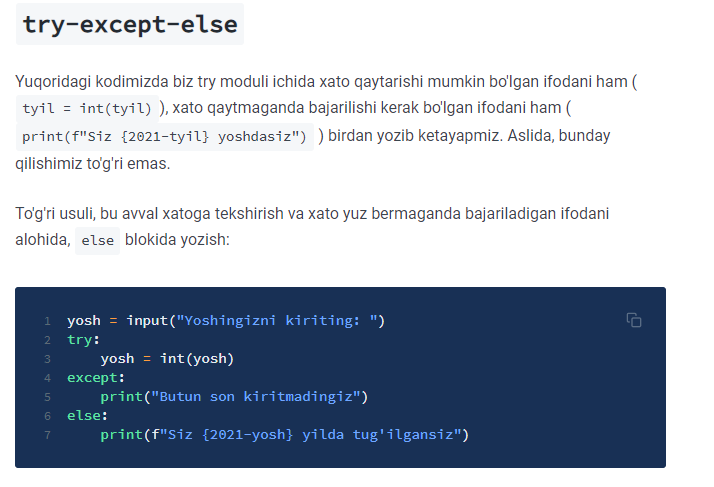 try-except-else
Yuqoridagi kodimizda biz try moduli ichida xato qaytarishi mumkin bo'lgan ifodani ham (
tyil = int(tyil) ), xato qaytmaganda bajarilishi kerak bo'lgan ifodani ham (
print(f"Siz {2021-tyil} yoshdasiz") ) birdan yozib ketayapmiz. Aslida, bunday
qilishimiz to'g'ri emas.
To'g'ri usuli, bu avval xatoga tekshirish va xato yuz bermaganda bajariladigan ifodani
alohida, else blokida yozish:
1 yosh = input("Yoshingizni kiriting: ")
2 try:
3     yosh = int(yosh)
4 except:
5     print("Butun son kiritmadingiz")
6 else:
7     print(f"Siz {2021-yosh} yilda tug'ilgansiz")